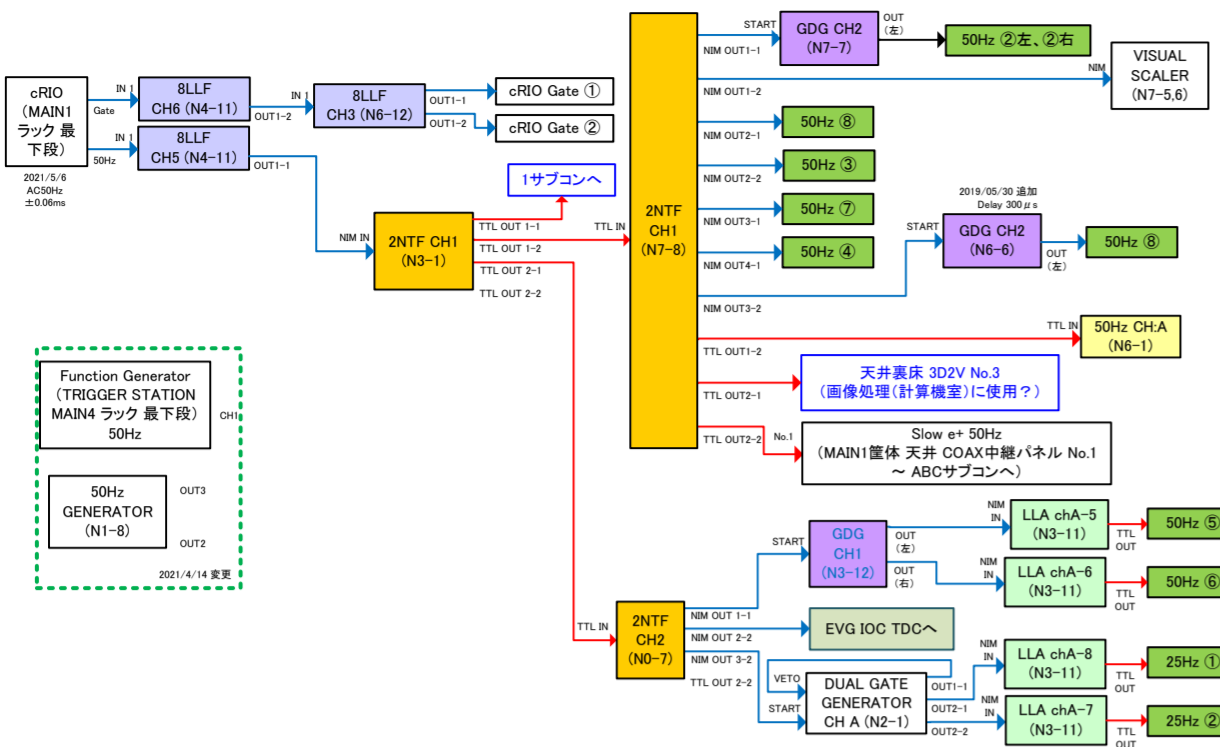 cRIO
(MAIN1
ラック 最
下段)
2021/5/6
AC50Hz
±0.06ms
Gate
IN 1
8LLF
CH6 (N4-11)
OUT1-2
IN 1
8LLF
CH3 (N6-12)
OUT1-1
OUT1-2
cRIO Gate ①
cRIO Gate ②
50Hz
IN 1
8LLF
CH5 (N4-11)
OUT1-1
NIM IN
2NTF CH1
(N3-1)
TTL OUT 1-1
TTL OUT 1-2
TTL OUT 2-1
TTL OUT 2-2
1サブコンへ
TTL IN
2NTF
CH1
(N7-8)
NIM OUT1-1
START
GDG CH2
(N7-7)
OUT
(左)
50Hz ②左、②右
NIM OUT1-2
NIM
VISUAL
SCALER
(N7-5,6)
NIM OUT2-1
50Hz ⑧
NIM OUT2-2
50Hz ③
NIM OUT3-1
50Hz ⑦
NIM OUT4-1
50Hz ④
NIM OUT3-2
2019/05/30 追加
Delay 300μs
START
GDG CH2
(N6-6)
OUT
(左)
50Hz ⑧
TTL OUT1-2
TTL IN
50Hz CH:A
(N6-1)
TTL OUT2-1
天井裏床 3D2V No.3
(画像処理(計算機室)に使用?)
TTL OUT2-2
No.1
Slow e+ 50Hz
(MAIN1筐体 天井 COAX中継パネル No.1
~ ABCサブコンへ)
Function Generator
(TRIGGER STATION
MAIN4 ラック 最下段)
50Hz
CH1
50Hz
GENERATOR
(N1-8)
OUT3
OUT2
2021/4/14 変更
TTL IN
2NTF
CH2
(N0-7)
NIM OUT 1-1
NIM OUT 2-2
NIM OUT 3-2
TTL OUT 2-2
START
GDG
CH1
(N3-12)
OUT
(左)
OUT
(右)
NIM
IN
LLA chA-5
(N3-11)
TTL
OUT
50Hz ⑤
NIM
IN
LLA chA-6
(N3-11)
TTL
OUT
50Hz ⑥
EVG IOC TDCへ
VETO
START
DUAL GATE
GENERATOR
CH A (N2-1)
OUT1-1
OUT2-1
OUT2-2
NIM
IN
LLA chA-8
(N3-11)
TTL
OUT
25Hz ①
NIM
IN
LLA chA-7
(N3-11)
TTL
OUT
25Hz ②